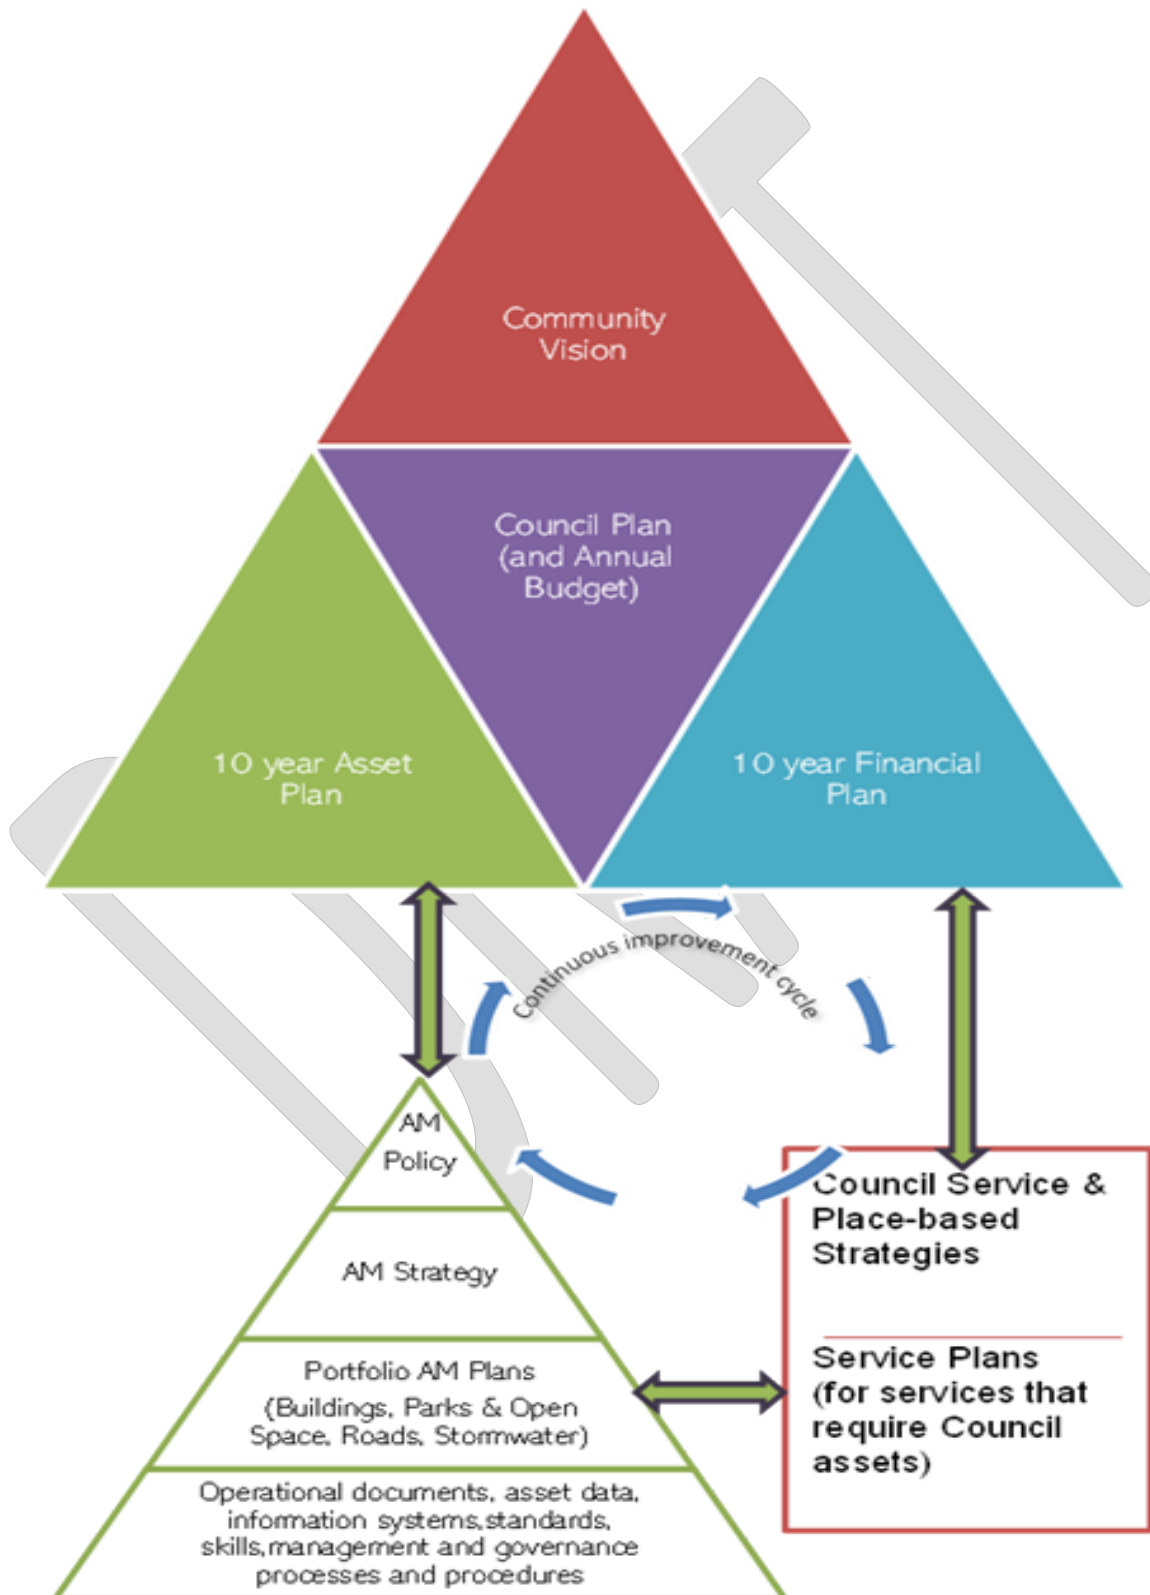 Community
Vision
Council Plan
(and Annual
Budget)
10 year Asset
Plan
10 year Financial
Plan
Continuous improvement cycle
AM
Policy
AM Strategy
Portfolio AM Plans
(Buildings, Parks & Open
Space, Roads, Stormwater)
Operational documents, asset data,
information systems,standards,
skills,management and governance
processes and procedures
Council Service &
Place-based
Strategies
Service Plans
(for services that
require Council
assets)